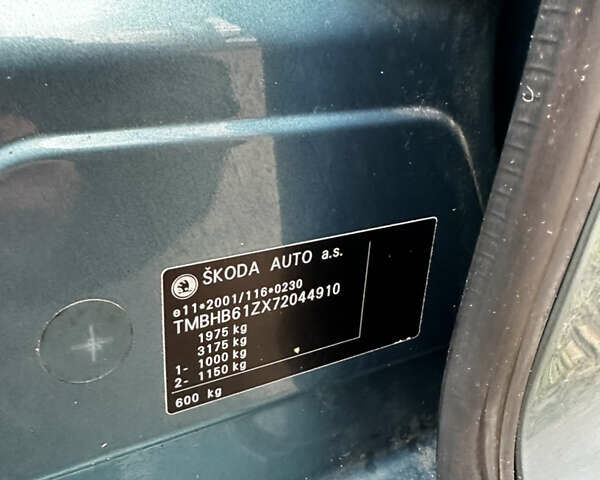 ŠKODA AUTO a.s.
e11*2001/116*0230
TMBHB61ZX72044910
1975 kg
3175 kg
1- 1000 kg
2- 1150 kg
600 kg